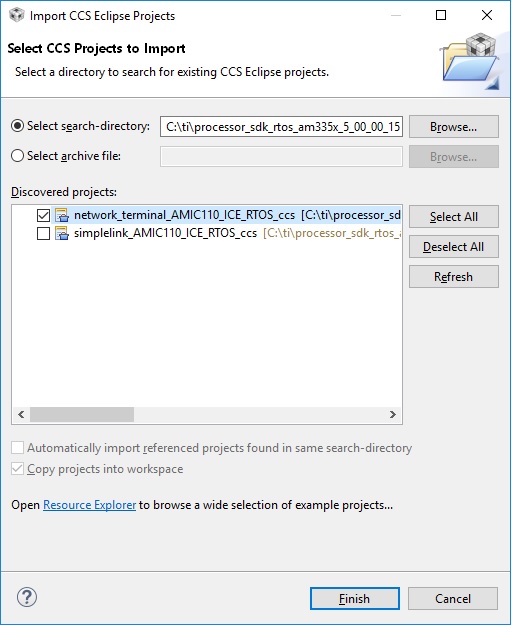 Import CCS Eclipse Projects
Select CCS Projects to Import
Select a directory to search for existing CCS Eclipse projects.
Select search-directory: C:\ti\processor_sdk_rtos_am335x_5_00_00_15 Browse...
Select archive file: Browse...
Discovered projects:
network_terminal_AMIC110_ICE_RTOS_ccs [C:\ti\processor_sd Select All
simplelink_AMIC110_ICE_RTOS_ccs [C:\ti\processor_sdk_rtos_
Deselect All
Refresh
Automatically import referenced projects found in same search-directory
Copy projects into workspace
Open Resource Explorer to browse a wide selection of example projects...
? Finish Cancel